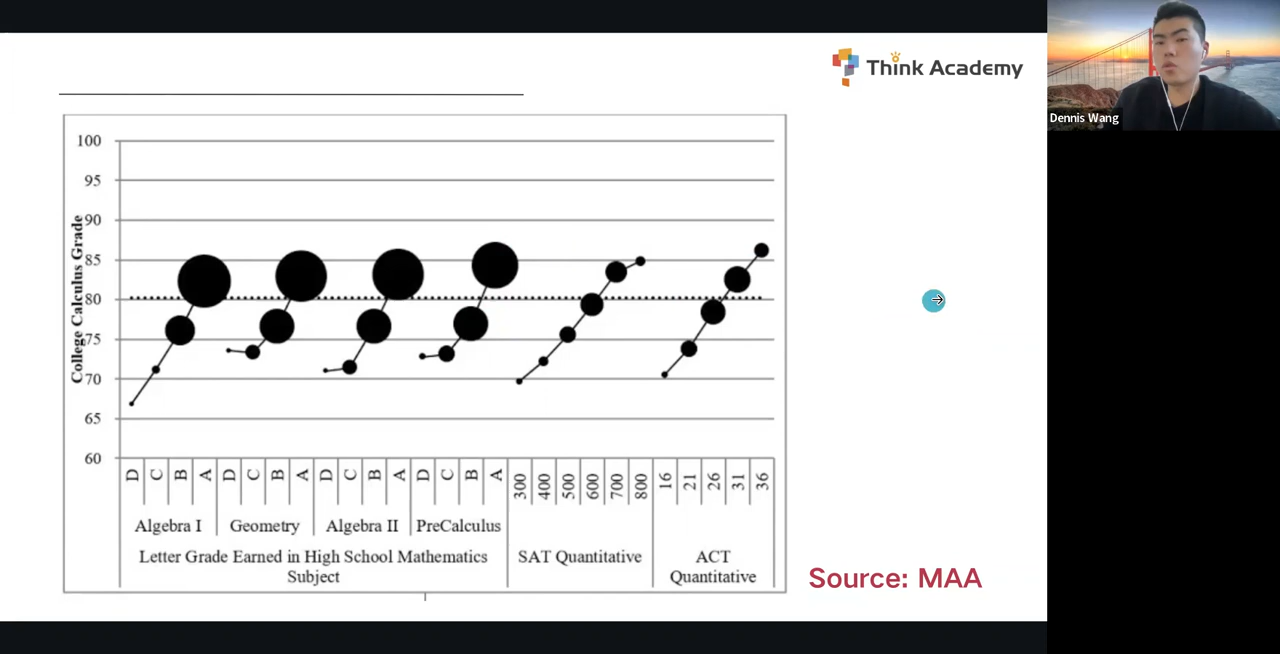 Think Academy
Dennis Wang
College Calculus Grade
100
95
90
85
80
75
70
65
60
D C B A D C B A D C B A D C B A 300 400 500 600 700 800 16 21 26 31 36
Algebra I Geometry Algebra II PreCalculus
Letter Grade Earned in High School Mathematics
Subject
SAT Quantitative
ACT
Quantitative
Source: MAA